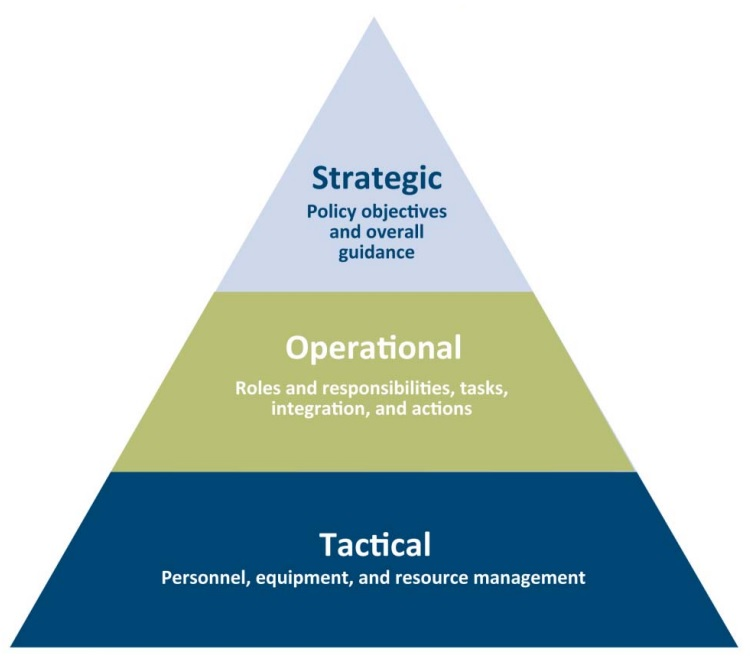 Strategic
Policy objectives
and overall
guidance
Operational
Roles and responsibilities, tasks,
integration, and actions
Tactical
Personnel, equipment, and resource management